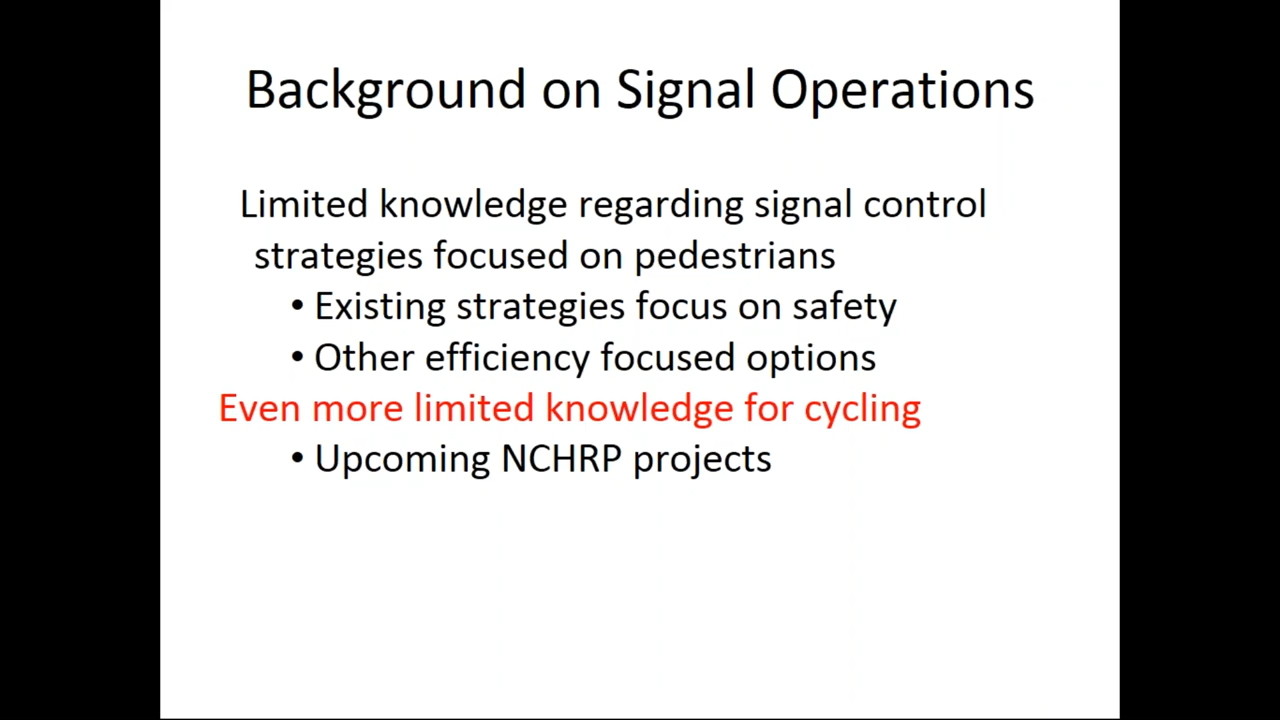 Background on Signal Operations
Limited knowledge regarding signal control
strategies focused on pedestrians
• Existing strategies focus on safety
• Other efficiency focused options
Even more limited knowledge for cycling
• Upcoming NCHRP projects